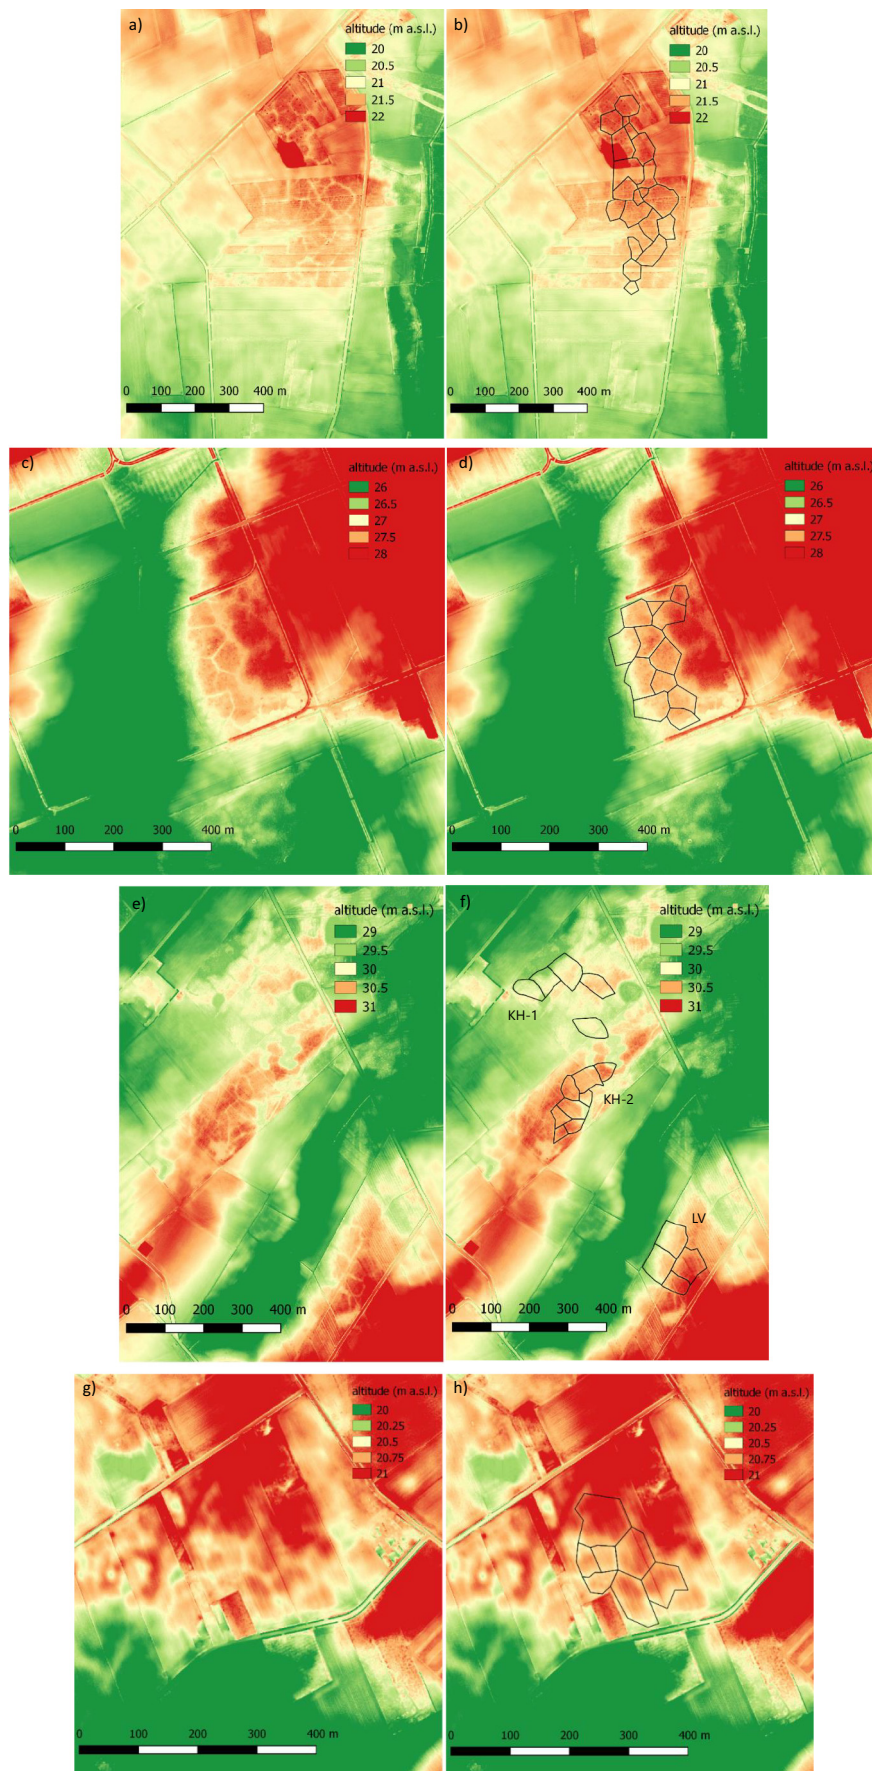 a)
altitude (m a.s.l.)
20
20.5
21
21.5
22
0 100 200 300 400 m
b)
altitude (m a.s.l.)
20
20.5
21
21.5
22
0 100 200 300 400 m
c)
altitude (m a.s.l.)
26
26.5
27
27.5
28
0 100 200 300 400 m
d)
altitude (m a.s.l.)
26
26.5
27
27.5
28
0 100 200 300 400 m
e)
altitude (m a.s.l.)
29
29.5
30
30.5
31
0 100 200 300 400 m
f)
altitude (m a.s.l.)
29
29.5
30
30.5
31
KH-1
KH-2
LV
0 100 200 300 400 m
g)
altitude (m a.s.l.)
20
20.25
20.5
20.75
21
0 100 200 300 400 m
h)
altitude (m a.s.l.)
20
20.25
20.5
20.75
21
0 100 200 300 400 m